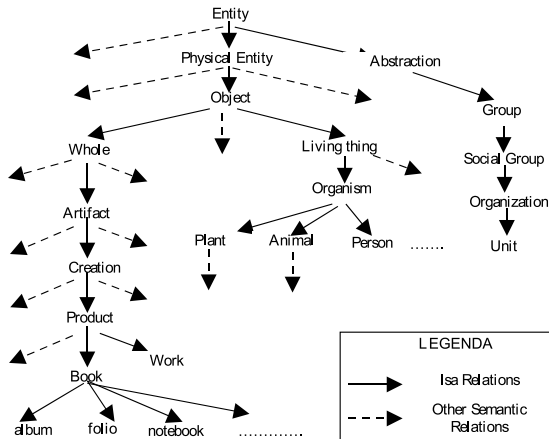 Entity
Physical Entity
Abstraction
Object
Group
Whole
Living thing
Social Group
Organism
Artifact
Organization
Plant
Animal
Person
.......
Unit
Creation
Product
Work
LEGENDA
Book
Isa Relations
album
folio
notebook
.............
Other Semantic
Relations